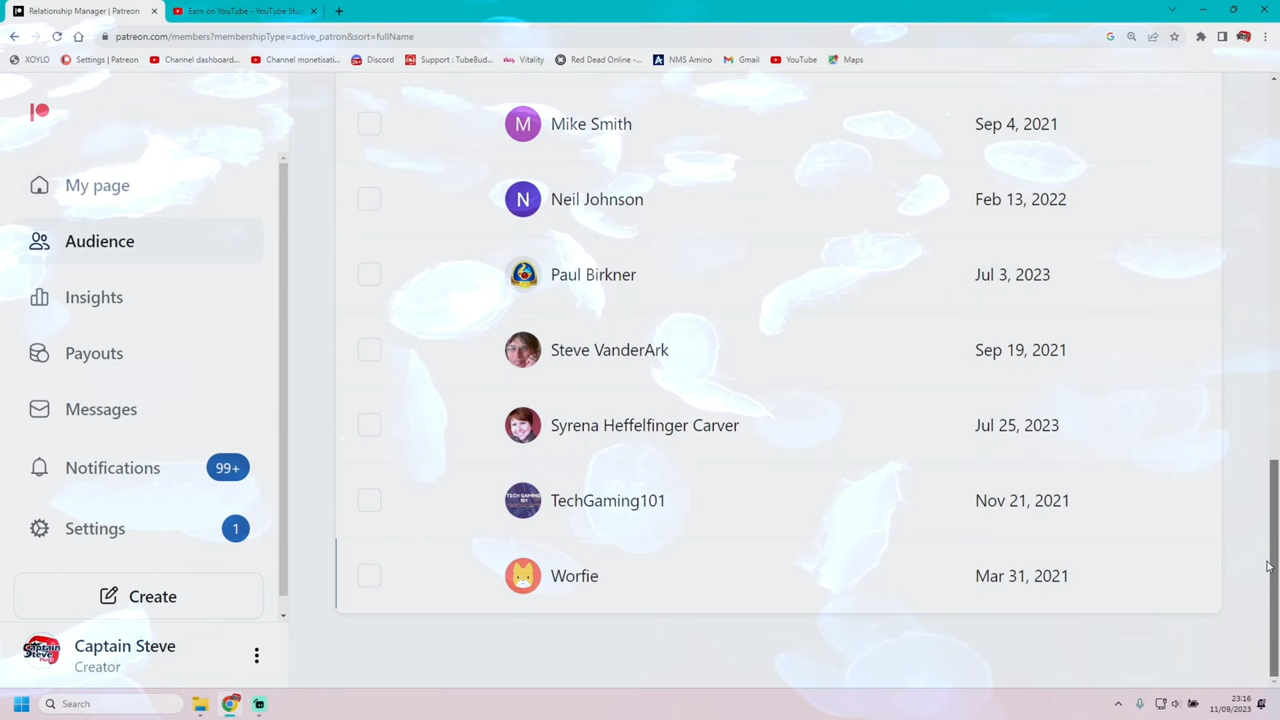 Relationship Manager | Patreon
Earn on YouTube - YouTube Stu
patreon.com/members?membershipType=active_patron&sort=fullName
XOYLO
Settings | Patreon
Channel dashboard...
Channel monetisati...
Discord
Support : TubeBud...
Vitality
Red Dead Online -...
NMS Amino
Gmail
YouTube
Maps
My page
Audience
Insights
Payouts
Messages
Notifications 99+
Settings 1
Create
Captain Steve
Creator
M Mike Smith Sep 4, 2021
N Neil Johnson Feb 13, 2022
Paul Birkner Jul 3, 2023
Steve VanderArk Sep 19, 2021
Syrena Heffelfinger Carver Jul 25, 2023
TECH GAMING 101 TechGaming101 Nov 21, 2021
Worfie Mar 31, 2021
Search
23:16
11/09/2023